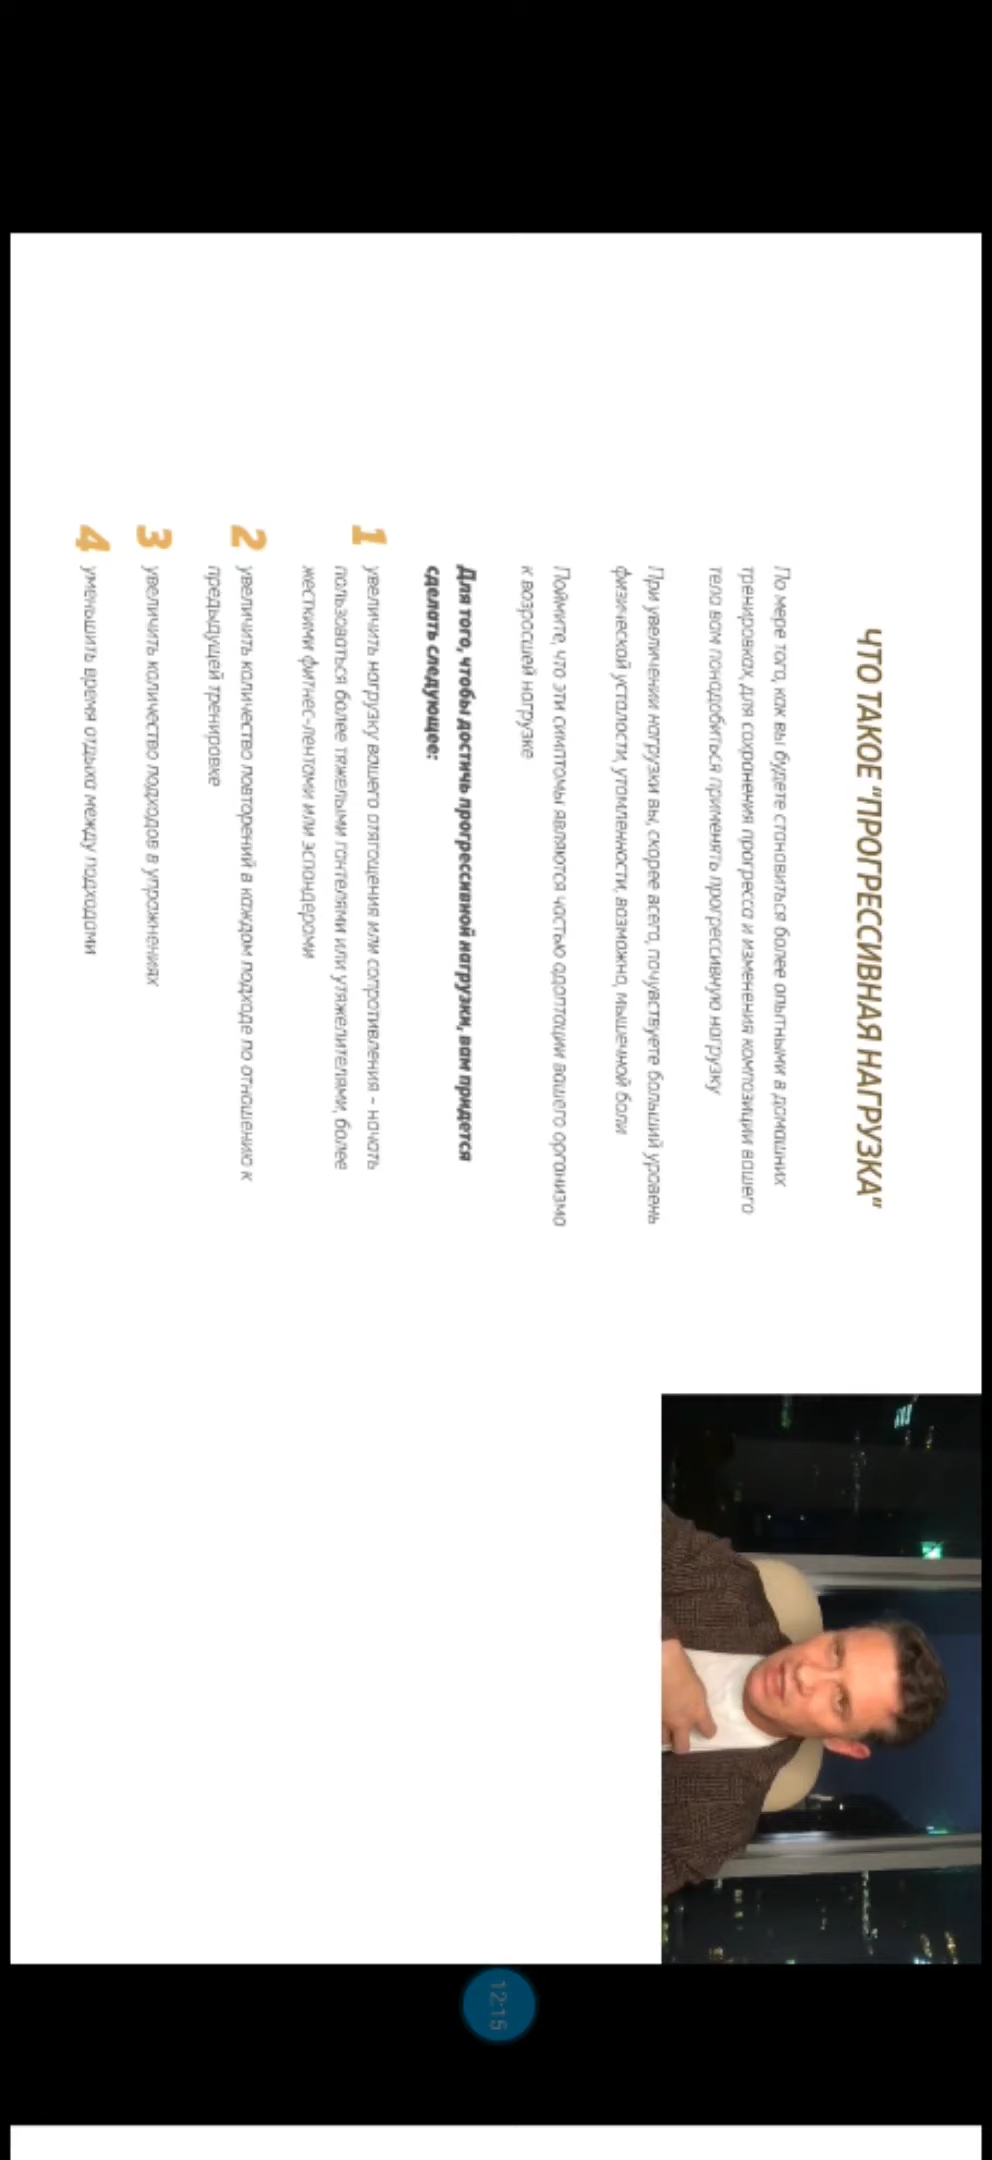 ЧТО ТАКОЕ "ПРОГРЕССИВНАЯ НАГРУЗКА"
По мере того, как вы будете становиться более опытными в домашних
тренировках, для сохранения прогресса и изменения композиции вашего
тела вам понадобиться применять прогрессивную нагрузку
При увеличении нагрузки вы, скорее всего, почувствуете больший уровень
физической усталости, утомленности, возможно, мышечной боли
Поймите, что эти симптомы являются частью адаптации вашего организма
к возросшей нагрузке
Для того, чтобы достичь прогрессивной нагрузки, вам придется
сделать следующее:
1 увеличить нагрузку вашего отягощения или сопротивления – начать
пользоваться более тяжелыми гантелями или утяжелителями, более
жесткими фитнес-лентами или эспандерами
2 увеличить количество повторений в каждом подходе по отношению к
предыдущей тренировке
3 увеличить количество подходов в упражнениях
4 уменьшить время отдыха между подходами
12:15